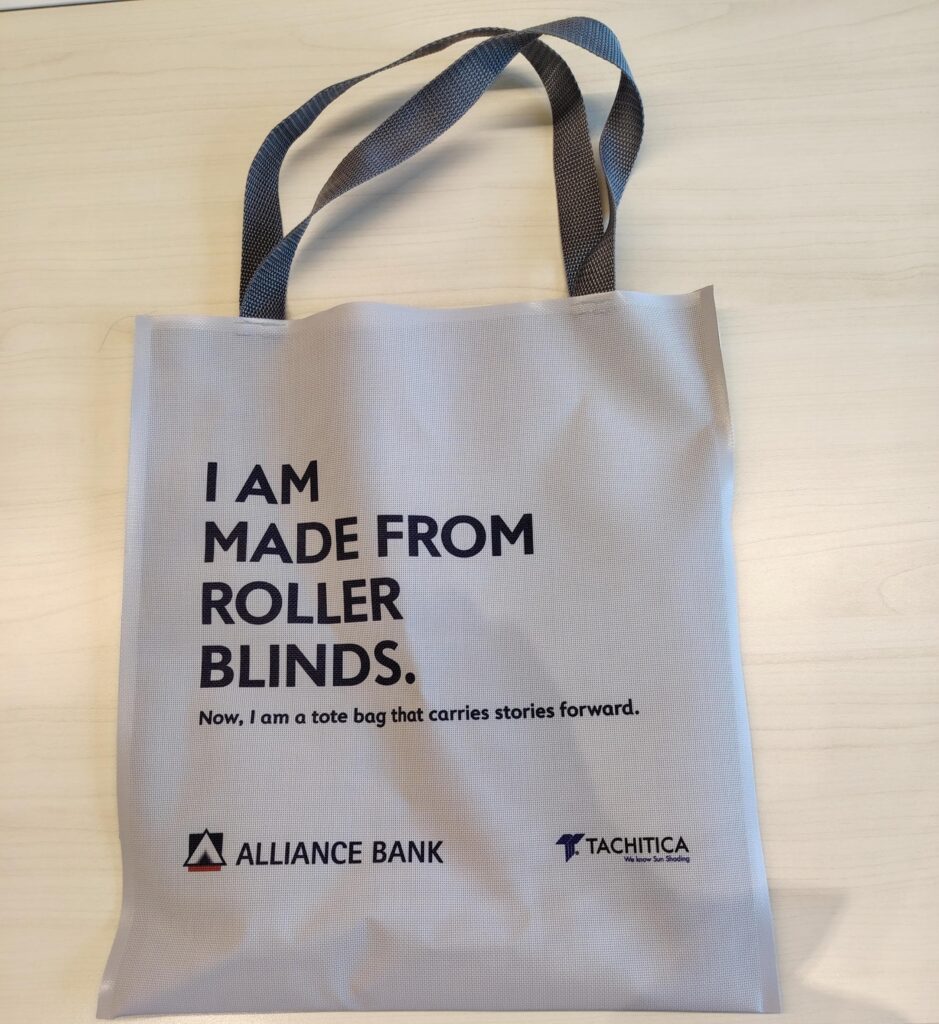 I AM
MADE FROM
ROLLER
BLINDS.
Now, I am a tote bag that carries stories forward.
ALLIANCE BANK
TACHITICA
We know Sun Shading